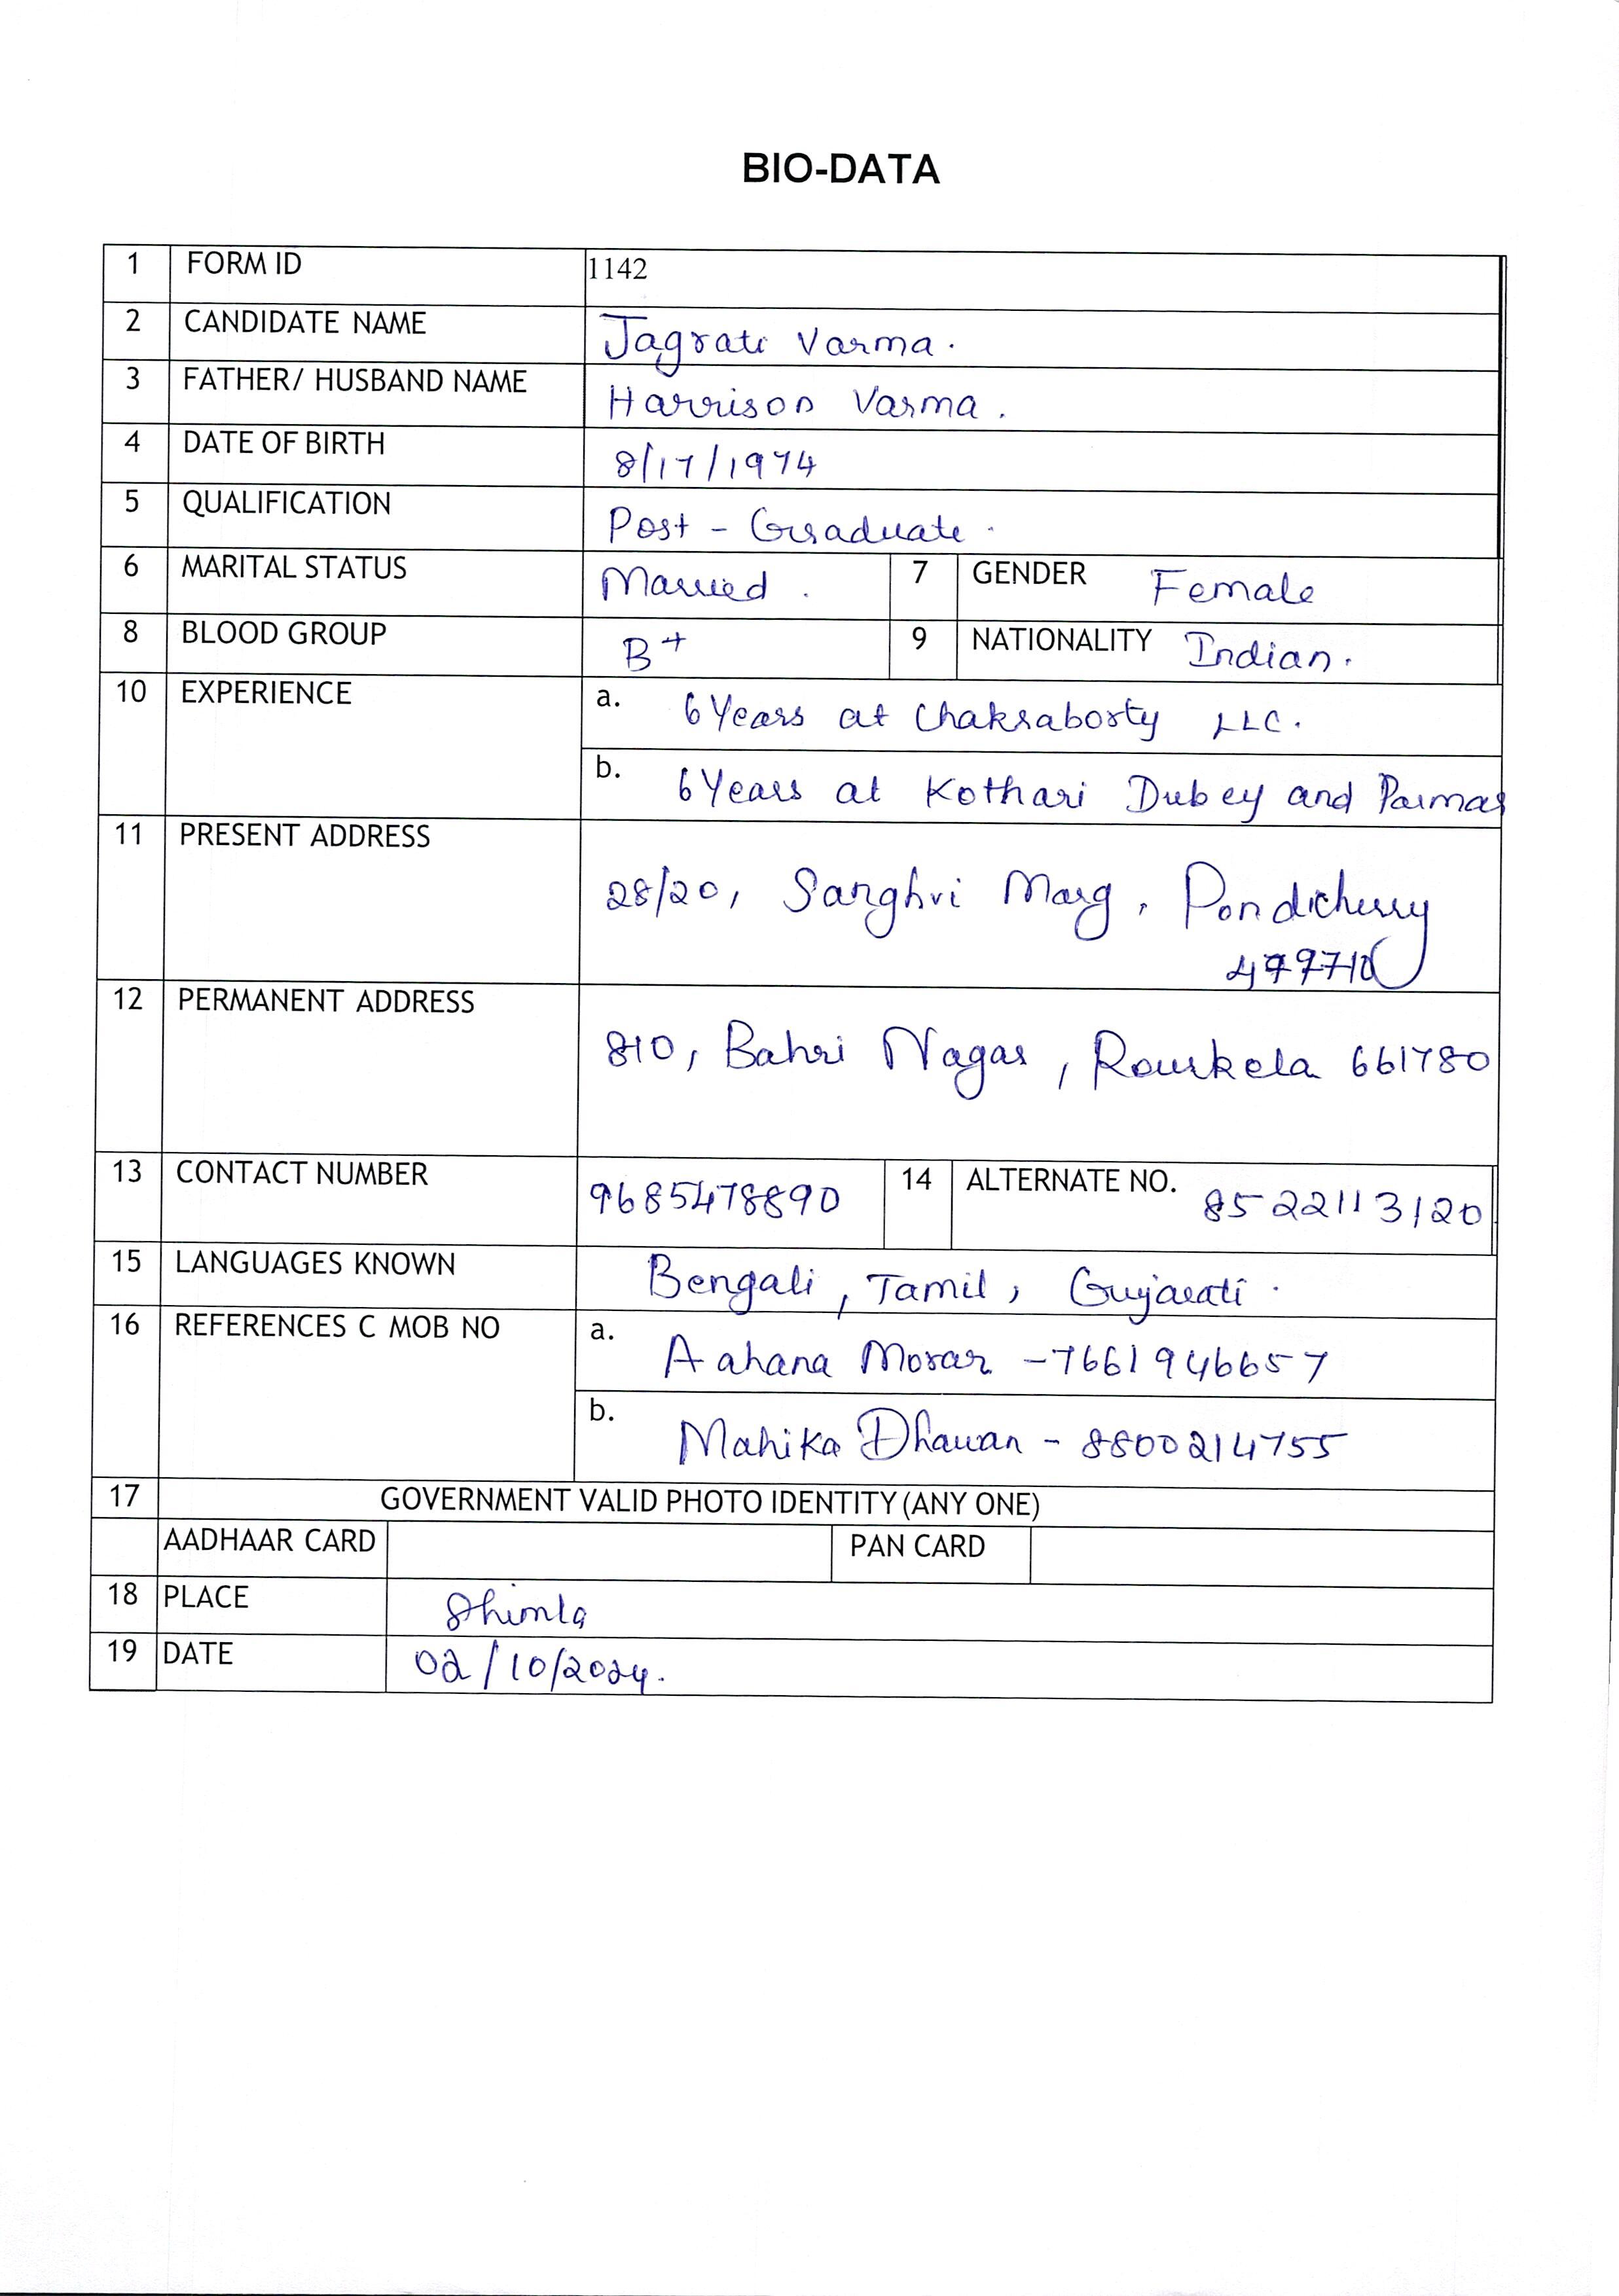 BIO-DATA
1 FORM ID 1142
2 CANDIDATE NAME Jagrati Varma.
3 FATHER/ HUSBAND NAME Harrison Varma.
4 DATE OF BIRTH 8/17/1974
5 QUALIFICATION Post - Graduate.
6 MARITAL STATUS Married. 7 GENDER Female
8 BLOOD GROUP B+ 9 NATIONALITY Indian.
10 EXPERIENCE a. 6 Years at Chakraborty LLC.
b. 6 Years at Kothari Dubey and Parmar
11 PRESENT ADDRESS 28/20, Sanghvi Marg, Pondicherry
12 PERMANENT ADDRESS 810, Bahri Nagar, Rourkela 661780
13 CONTACT NUMBER 9685478890 14 ALTERNATE NO. 8522113120
15 LANGUAGES KNOWN Bengali, Tamil, Gujarati.
16 REFERENCES C MOB NO a. Aahana Morar - 7661946657
b. Mahika Dhawan - 8800214755
17 GOVERNMENT VALID PHOTO IDENTITY (ANY ONE)
AADHAAR CARD PAN CARD
18 PLACE Shimla
19 DATE 02/10/2024.